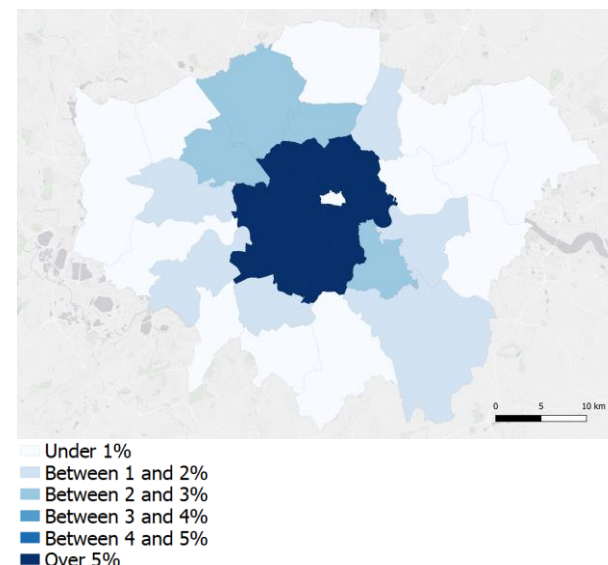 0 5 10 km
Under 1%
Between 1 and 2%
Between 2 and 3%
Between 3 and 4%
Between 4 and 5%
Over 5%